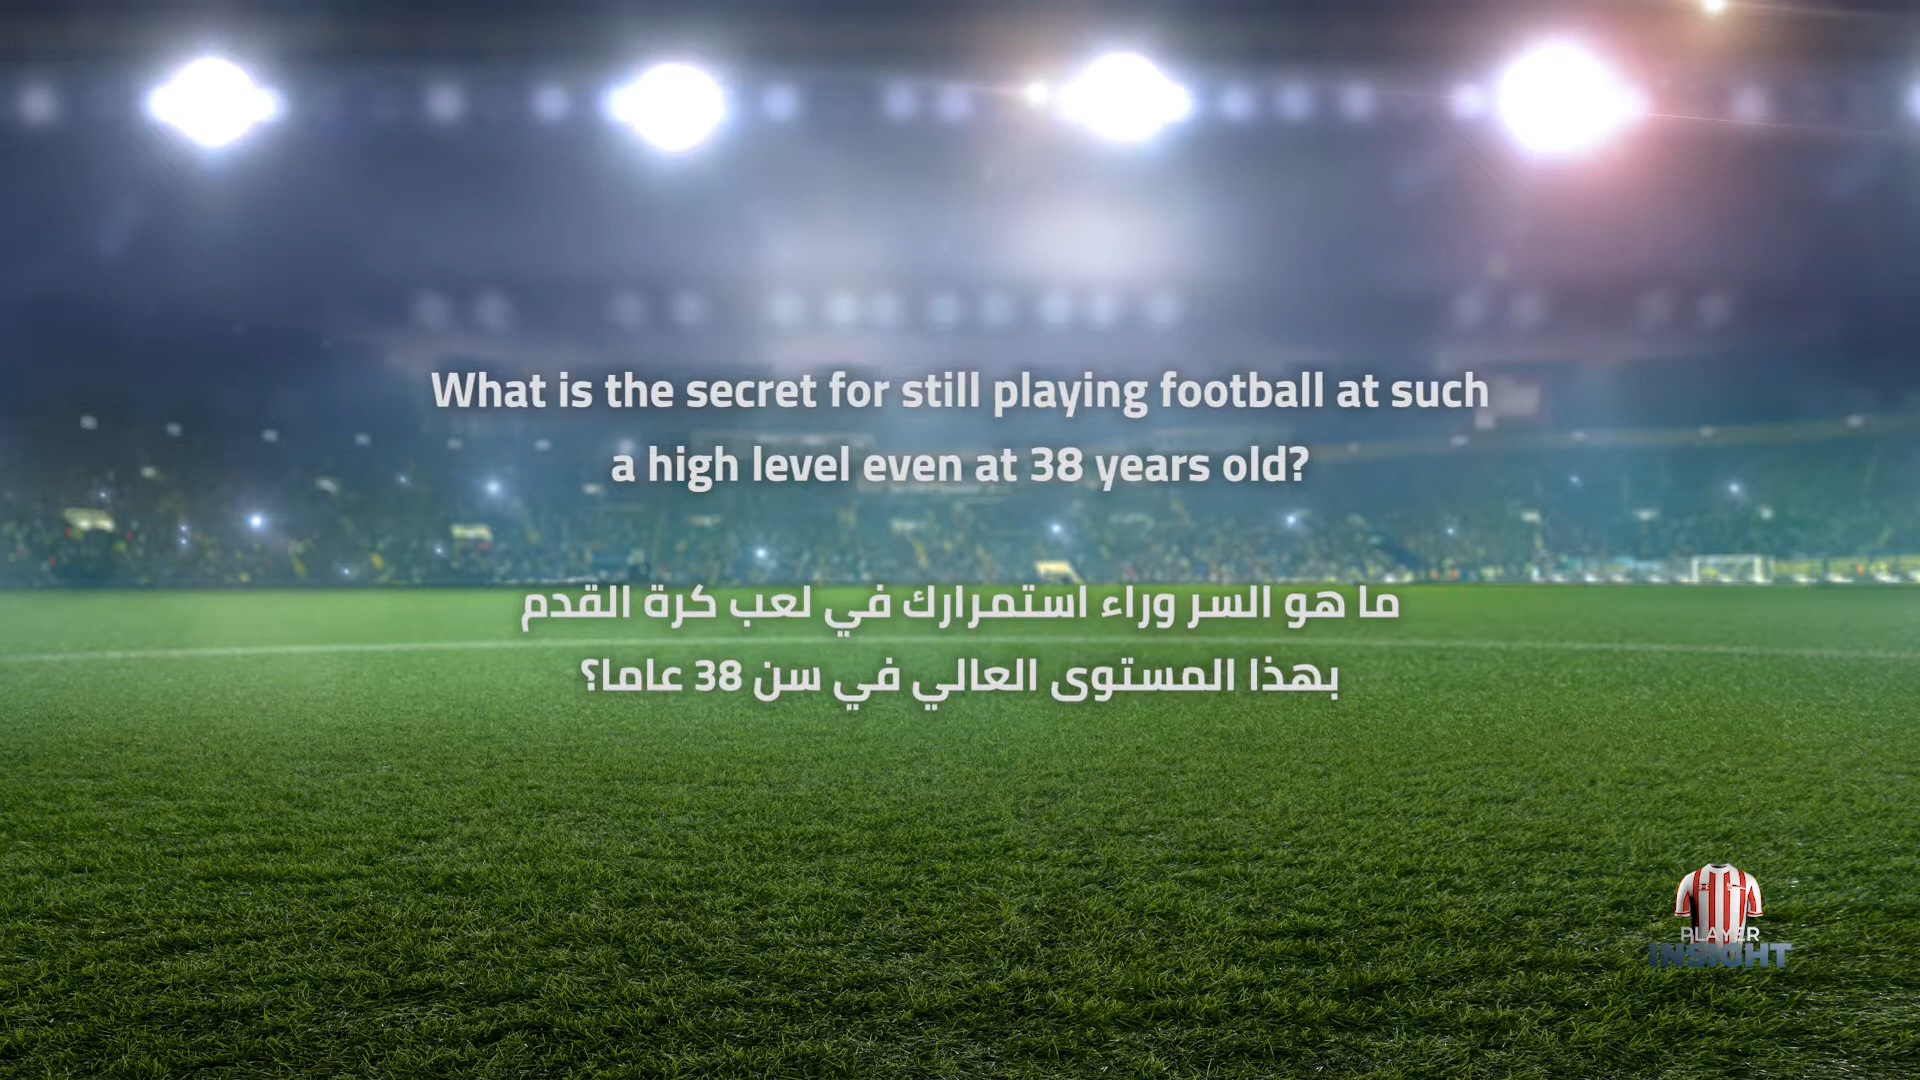 What is the secret for still playing football at such
a high level even at 38 years old?
ما هو السر وراء استمرارك في لعب كرة القدم
بهذا المستوى العالي في سن 38 عاما؟
PLAYER
INSIGHT